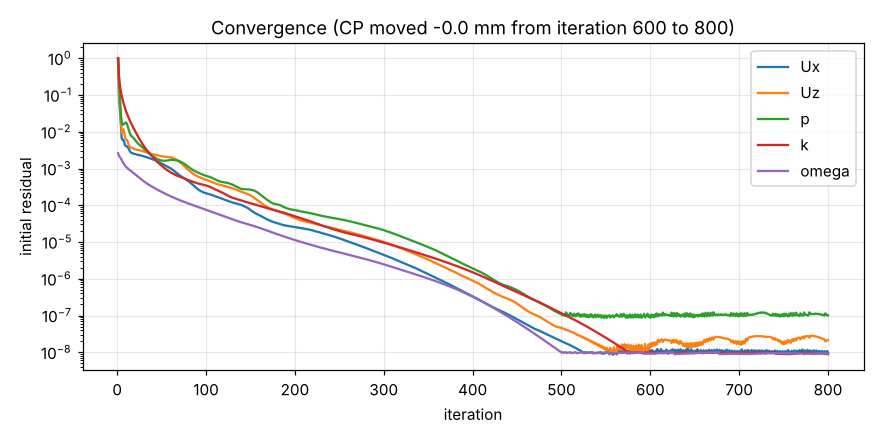 Convergence (CP moved -0.0 mm from iteration 600 to 800)
initial residual
10⁰
10⁻¹
10⁻²
10⁻³
10⁻⁴
10⁻⁵
10⁻⁶
10⁻⁷
10⁻⁸
Ux
Uz
p
k
omega
0 100 200 300 400 500 600 700 800
iteration